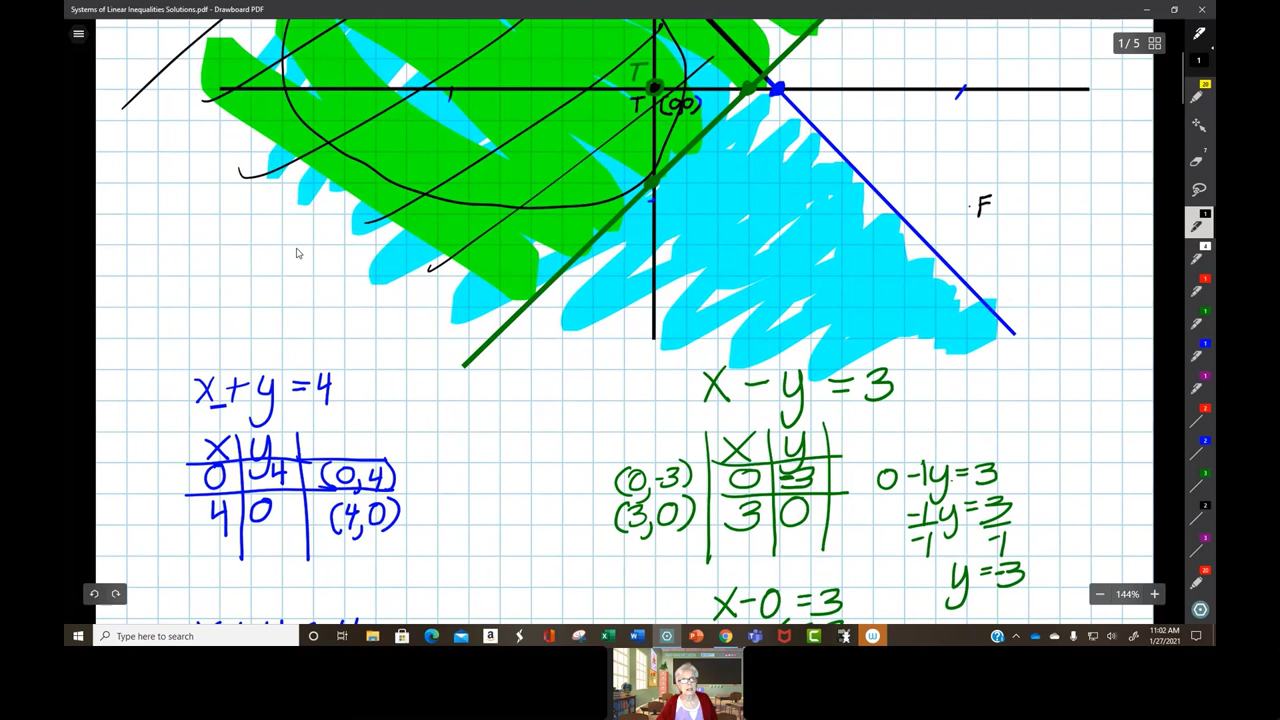 Systems of Linear Inequalities Solutions.pdf - Drawboard PDF
1 / 5
T
T (0,0)
F
x + y = 4
x y
0 4 (0,4)
4 0 (4,0)
x - y = 3
x y
(0,-3) 0 -3
(3,0) 3 0
0 -1y = 3
-1y = 3
-1 -1
y = -3
x - 0 = 3
144%
Type here to search
11:02 AM
1/27/2021